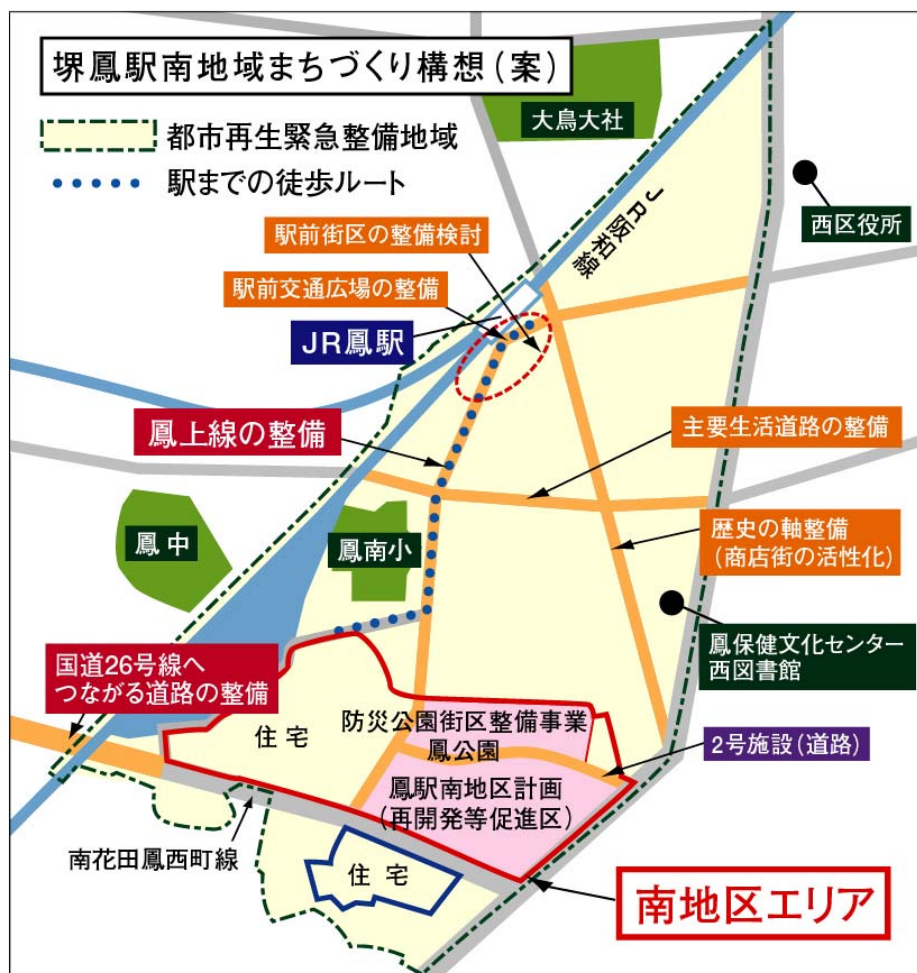 堺鳳駅南地域まちづくり構想(案)
都市再生緊急整備地域
駅までの徒歩ルート
大鳥大社
西区役所
JR阪和線
駅前街区の整備検討
駅前交通広場の整備
JR鳳駅
鳳上線の整備
主要生活道路の整備
鳳中
鳳南小
歴史の軸整備
(商店街の活性化)
鳳保健文化センター
西図書館
国道26号線へ
つながる道路の整備
住宅
防災公園街区整備事業
鳳公園
2号施設(道路)
鳳駅南地区計画
(再開発等促進区)
南花田鳳西町線
住宅
南地区エリア